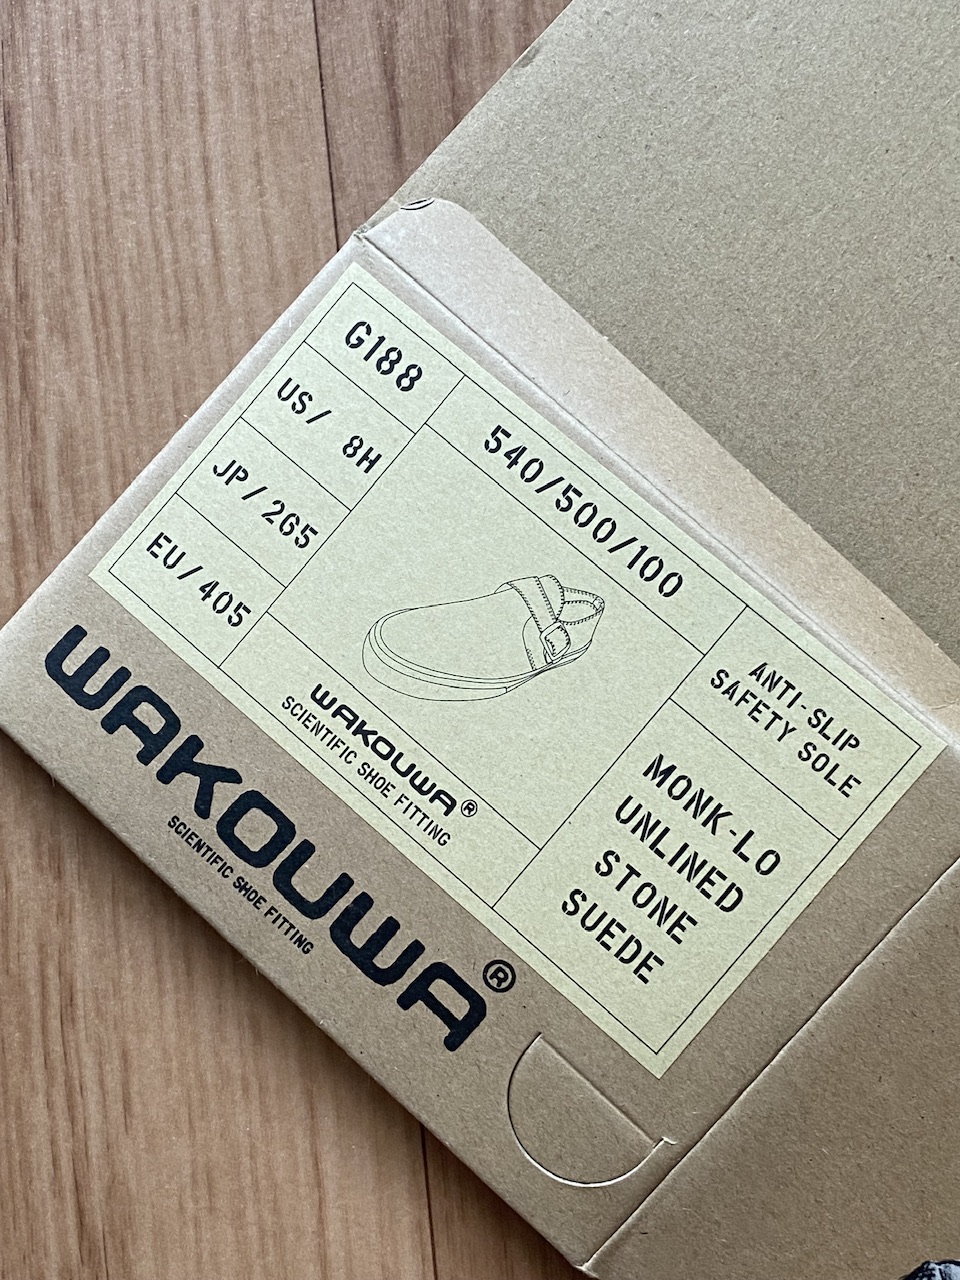 G188
US/ 8H
JP/265
EU/405
540/500/100
WAKOUWA®
SCIENTIFIC SHOE FITTING
ANTI-SLIP
SAFETY SOLE
MONK-LO
UNLINED
STONE
SUEDE
WAKOUWA®
SCIENTIFIC SHOE FITTING